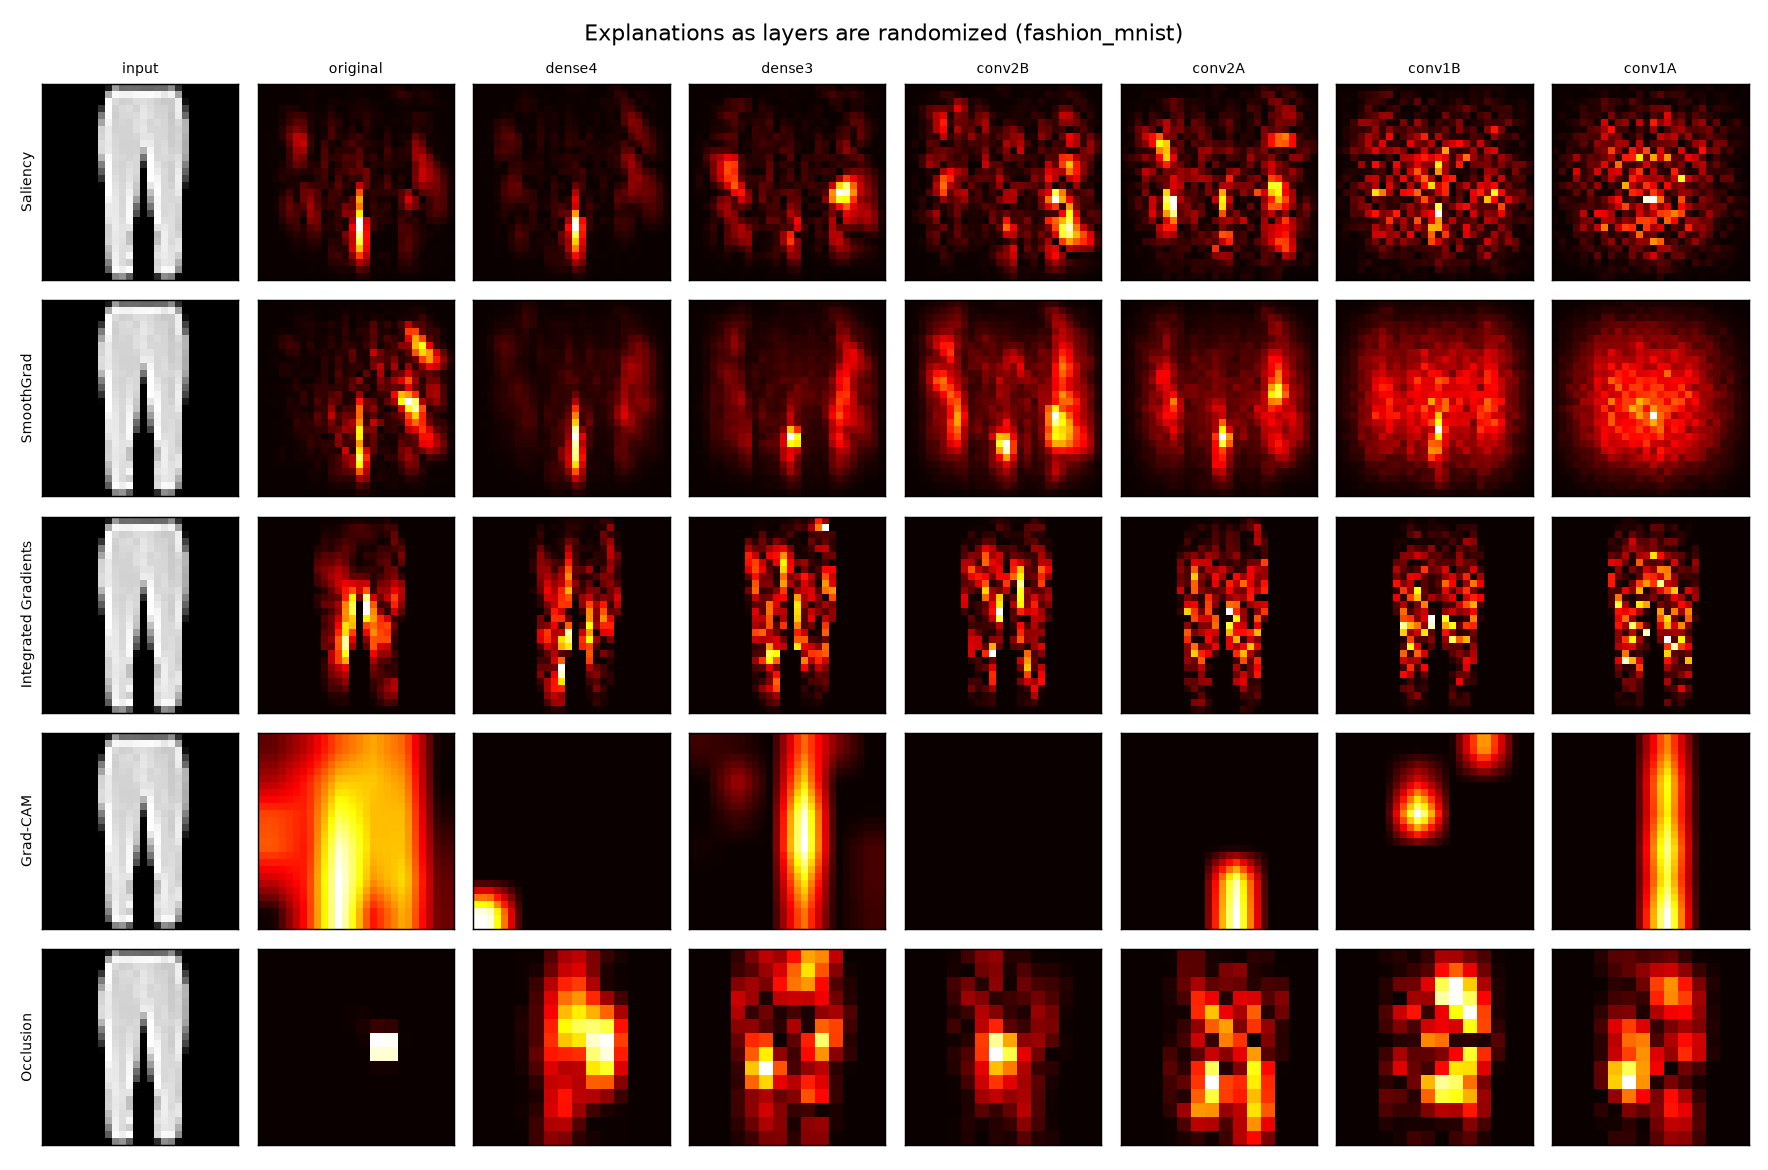 Explanations as layers are randomized (fashion_mnist)
input original dense4 dense3 conv2B conv2A conv1B conv1A
Saliency
SmoothGrad
Integrated Gradients
Grad-CAM
Occlusion